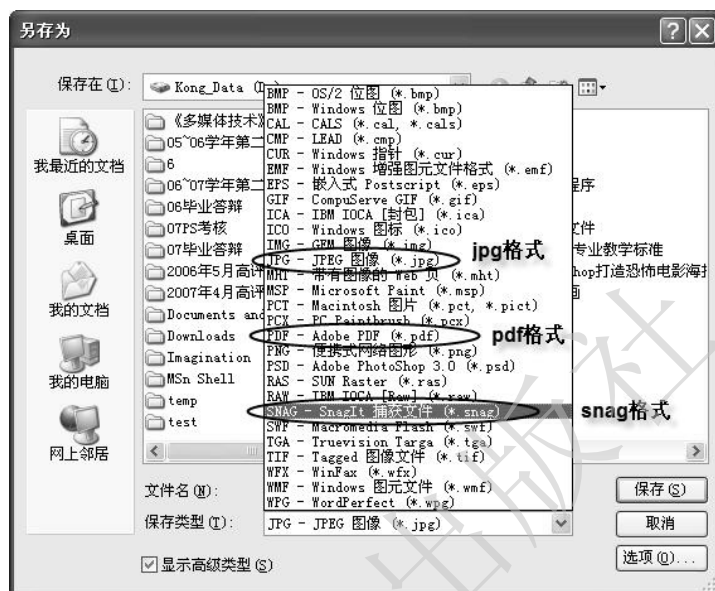 另存为
保存在(I):
Kong_Data
我最近的文档
桌面
我的文档
我的电脑
网上邻居
《多媒体技术》
05~06学年第二
6
06~07学年第二
06毕业答辩
07PS考核
07毕业答辩
2006年5月高评
2007年4月高评
Documents and
Downloads
Imagination
MSn Shell
temp
test
BMP - OS/2 位图 (*.bmp)
BMP - Windows 位图 (*.bmp)
CAL - CALS (*.cal, *.cals)
CMP - LEAD (*.cmp)
CUR - Windows 指针 (*.cur)
EMF - Windows 增强图元文件格式 (*.emf)
EPS - 嵌入式 Postscript (*.eps)
GIF - CompuServe GIF (*.gif)
ICA - IBM IOCA [封包] (*.ica)
ICO - Windows 图标 (*.ico)
IMG - GEM 图像 (*.img)
JPG - JPEG 图像 (*.jpg)
MHT - 带有图像的 Web 页 (*.mht)
MSP - Microsoft Paint (*.msp)
PCT - Macintosh 图片 (*.pct, *.pict)
PCX - PC Paintbrush (*.pcx)
PDF - Adobe PDF (*.pdf)
PNG - 便携式网络图形 (*.png)
PSD - Adobe PhotoShop 3.0 (*.psd)
RAS - SUN Raster (*.ras)
RAW - IBM IOCA [Raw] (*.raw)
SNAG - SnagIt 捕获文件 (*.snag)
SWF - Macromedia Flash (*.swf)
TGA - Truevision Targa (*.tga)
TIF - Tagged 图像文件 (*.tif)
WFX - WinFax (*.wfx)
WMF - Windows 图元文件 (*.wmf)
WPG - WordPerfect (*.wpg)
程序
文件
专业教学标准
hop打造恐怖电影海报
jpg格式
pdf格式
snag格式
文件名(N):
保存(S)
保存类型(T):
JPG - JPEG 图像 (*.jpg)
取消
显示高级类型(S)
选项(O)...
出版社